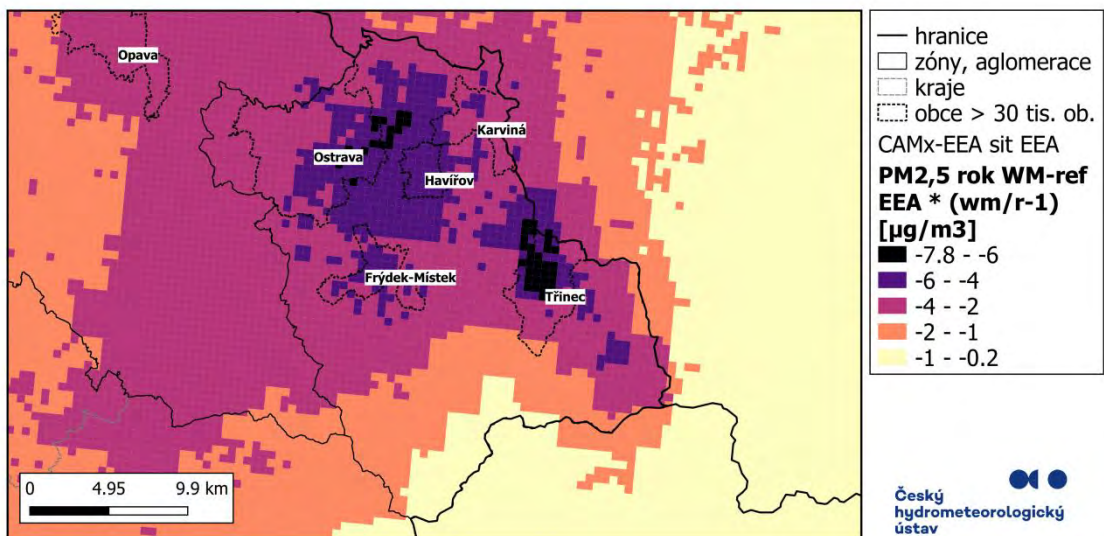 Opava
Karviná
Ostrava
Havířov
Frýdek-Místek
Třinec
0 4.95 9.9 km
hranice
zóny, aglomerace
kraje
obce > 30 tis. ob.
CAMx-EEA sit EEA
PM2,5 rok WM-ref
EEA * (wm/r-1)
[µg/m3]
-7.8 - -6
-6 - -4
-4 - -2
-2 - -1
-1 - -0.2
Český
hydrometeorologický
ústav